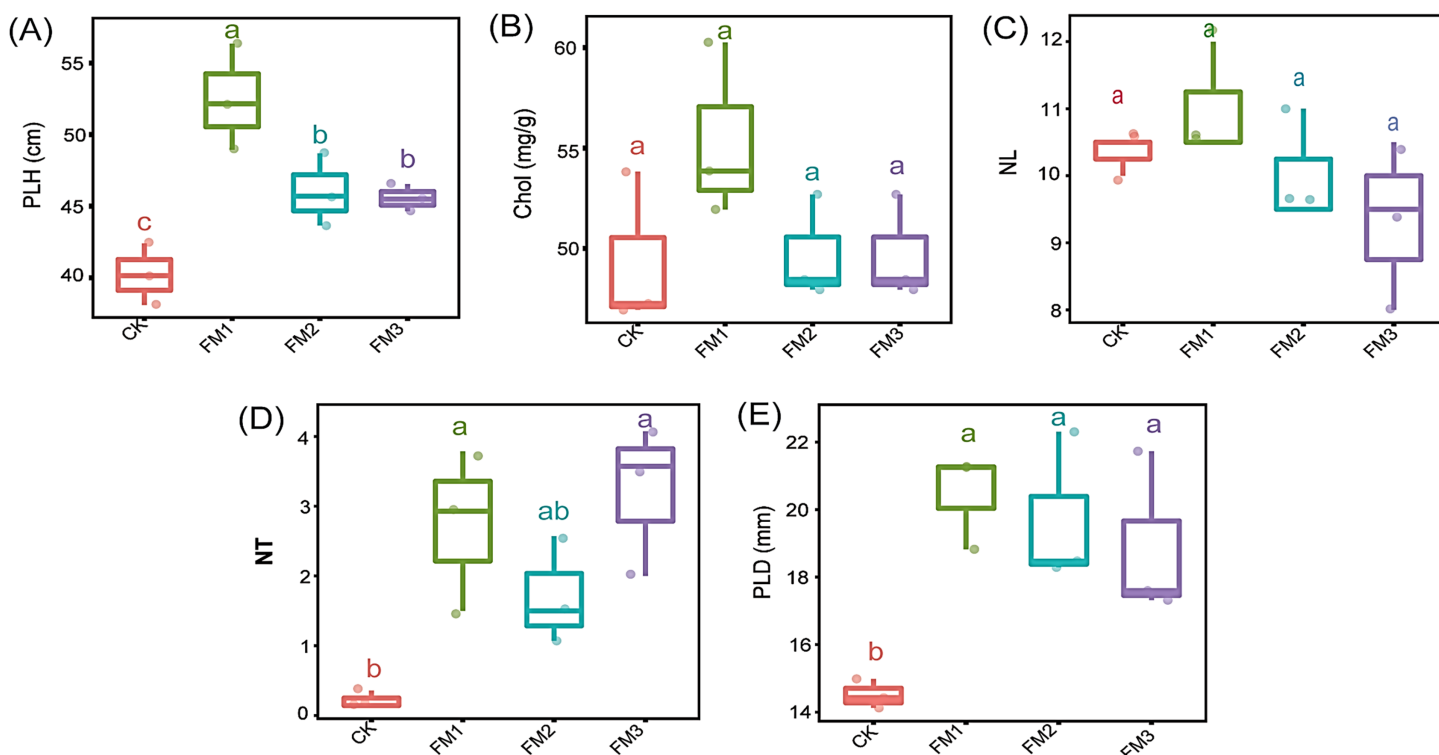 (A)
PLH (cm)
55
50
45
40
a
b
b
c
CK
FM1
FM2
FM3
(B)
Chol (mg/g)
60
55
50
a
a
a
a
CK
FM1
FM2
FM3
(C)
NL
12
11
10
9
8
a
a
a
a
CK
FM1
FM2
FM3
(D)
NT
4
3
2
1
0
a
a
ab
b
CK
FM1
FM2
FM3
(E)
PLD (mm)
22
20
18
16
14
a
a
a
b
CK
FM1
FM2
FM3